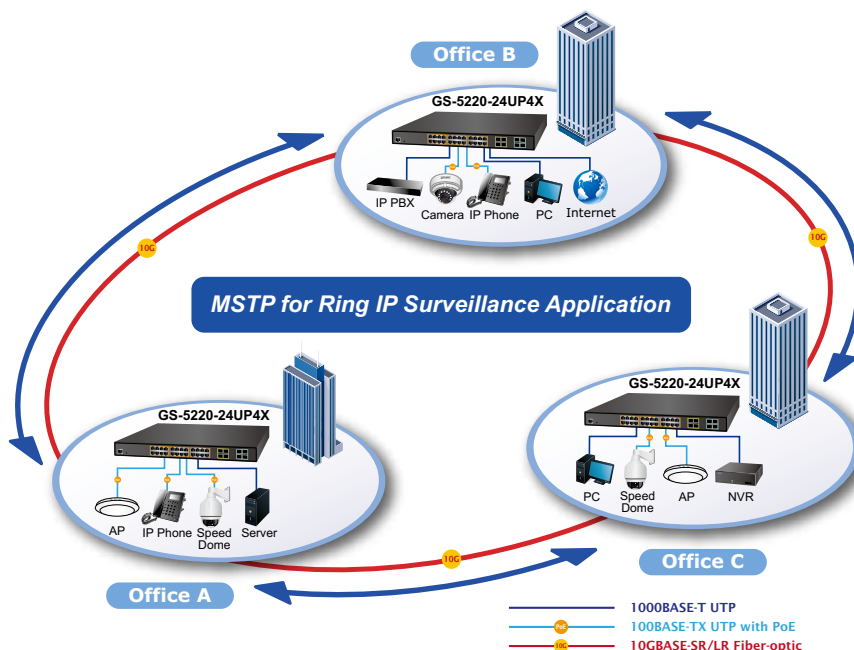 Office B
GS-5220-24UP4X
IP PBX
Camera
IP Phone
PC
Internet
10G
10G
MSTP for Ring IP Surveillance Application
GS-5220-24UP4X
GS-5220-24UP4X
AP
IP Phone
Speed
Dome
Server
PC
Speed
Dome
AP
NVR
10G
Office A
Office C
1000BASE-T UTP
PoE
100BASE-TX UTP with PoE
10G
10GBASE-SR/LR Fiber-optic